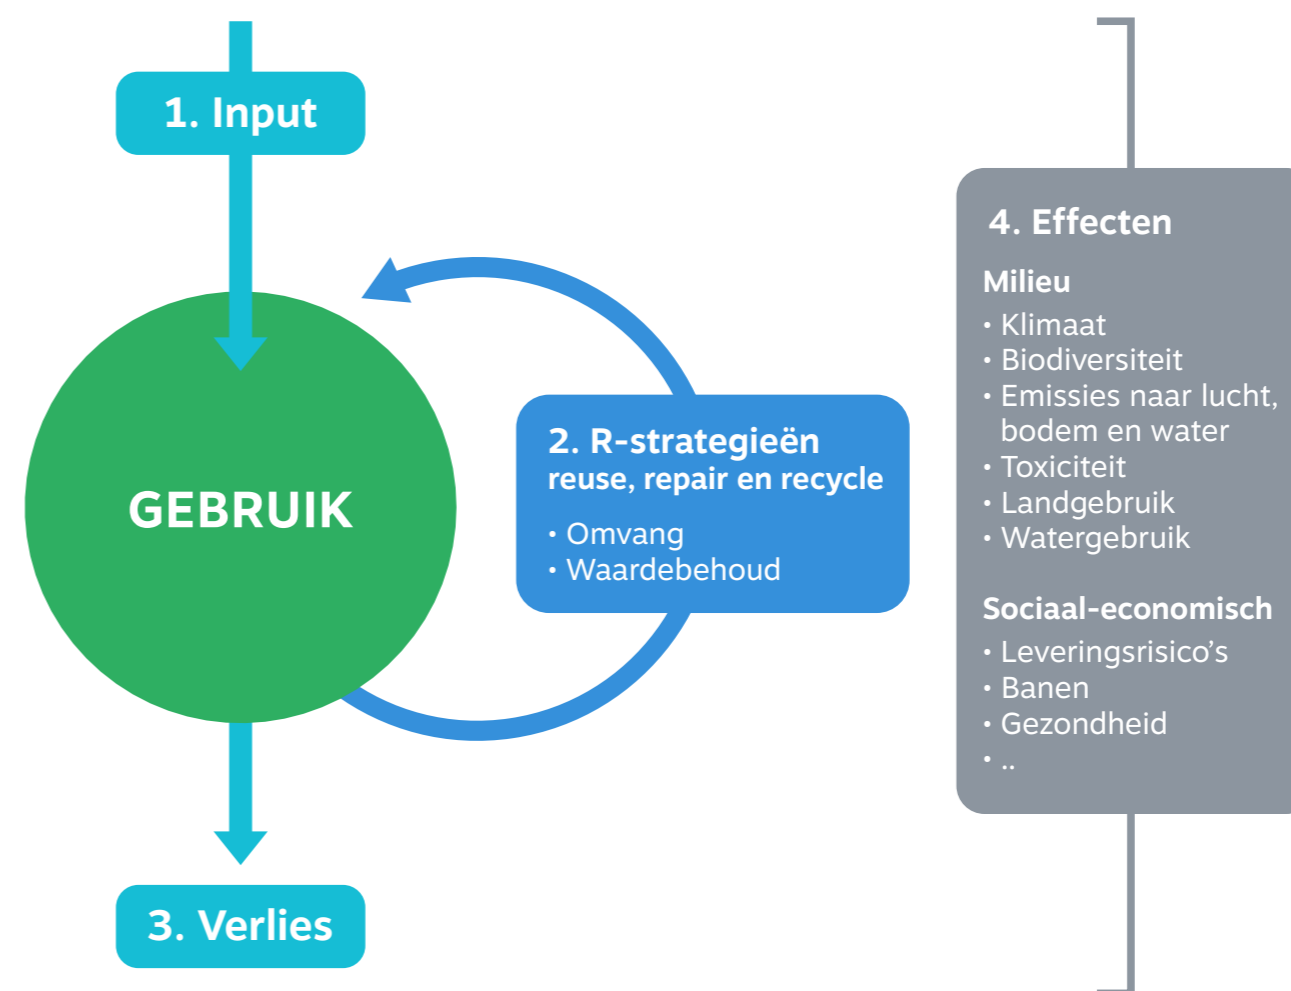 1. Input
GEBRUIK
2. R-strategieën
reuse, repair en recycle
• Omvang
• Waardebehoud
3. Verlies
4. Effecten
Milieu
• Klimaat
• Biodiversiteit
• Emissies naar lucht,
bodem en water
• Toxiciteit
• Landgebruik
• Watergebruik
Sociaal-economisch
• Leveringsrisico’s
• Banen
• Gezondheid
• ..